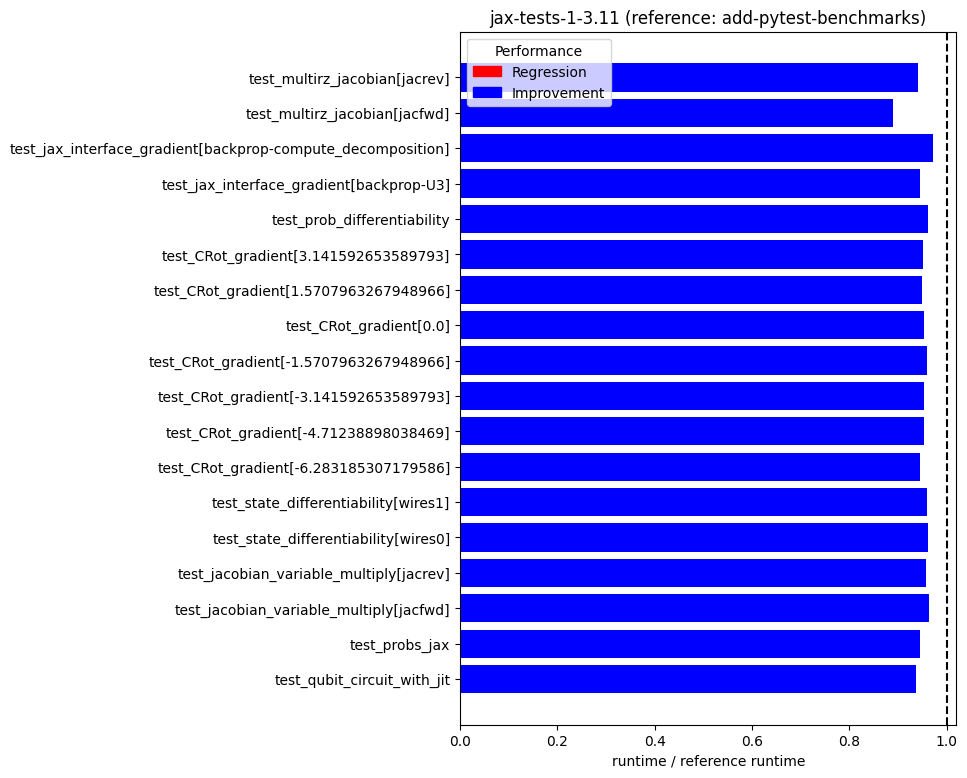 jax-tests-1-3.11 (reference: add-pytest-benchmarks)
Performance
Regression
Improvement
test_multirz_jacobian[jacrev]
test_multirz_jacobian[jacfwd]
test_jax_interface_gradient[backprop-compute_decomposition]
test_jax_interface_gradient[backprop-U3]
test_prob_differentiability
test_CRot_gradient[3.141592653589793]
test_CRot_gradient[1.5707963267948966]
test_CRot_gradient[0.0]
test_CRot_gradient[-1.5707963267948966]
test_CRot_gradient[-3.141592653589793]
test_CRot_gradient[-4.71238898038469]
test_CRot_gradient[-6.283185307179586]
test_state_differentiability[wires1]
test_state_differentiability[wires0]
test_jacobian_variable_multiply[jacrev]
test_jacobian_variable_multiply[jacfwd]
test_probs_jax
test_qubit_circuit_with_jit
0.0 0.2 0.4 0.6 0.8 1.0
runtime / reference runtime